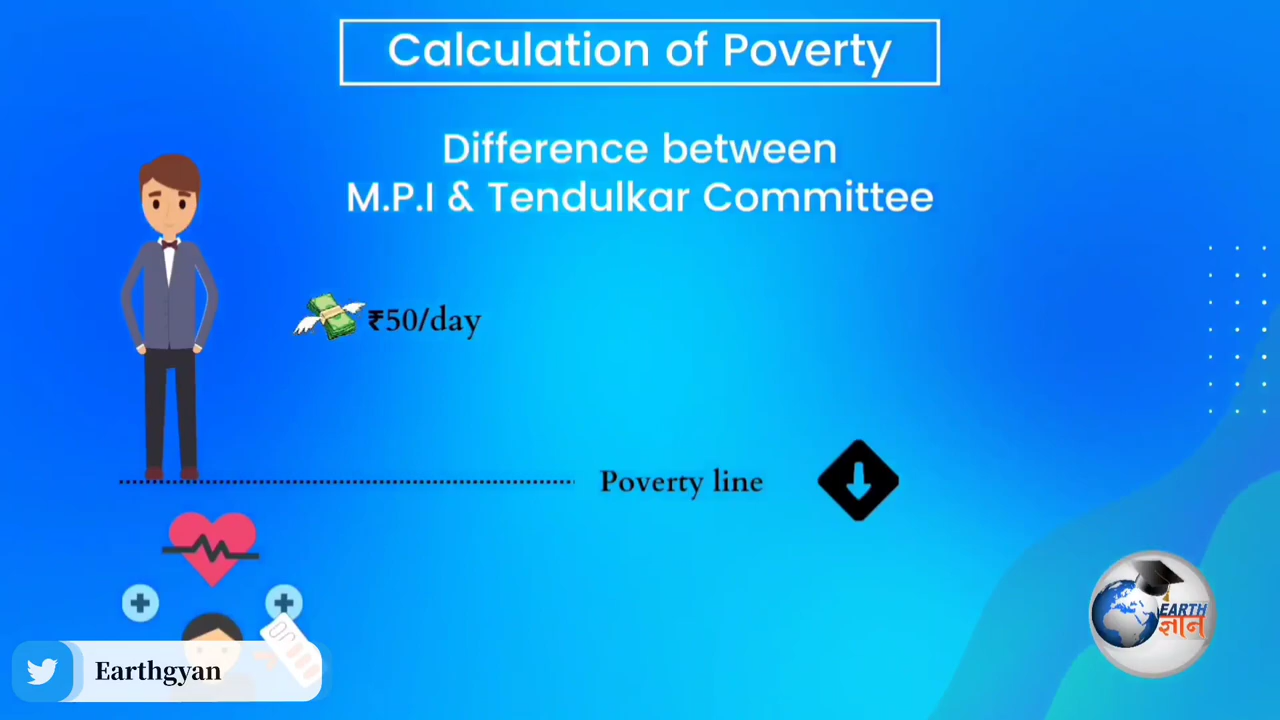 Calculation of Poverty
Difference between
M.P.I & Tendulkar Committee
₹50/day
Poverty line
EARTH
ज्ञान
Earthgyan